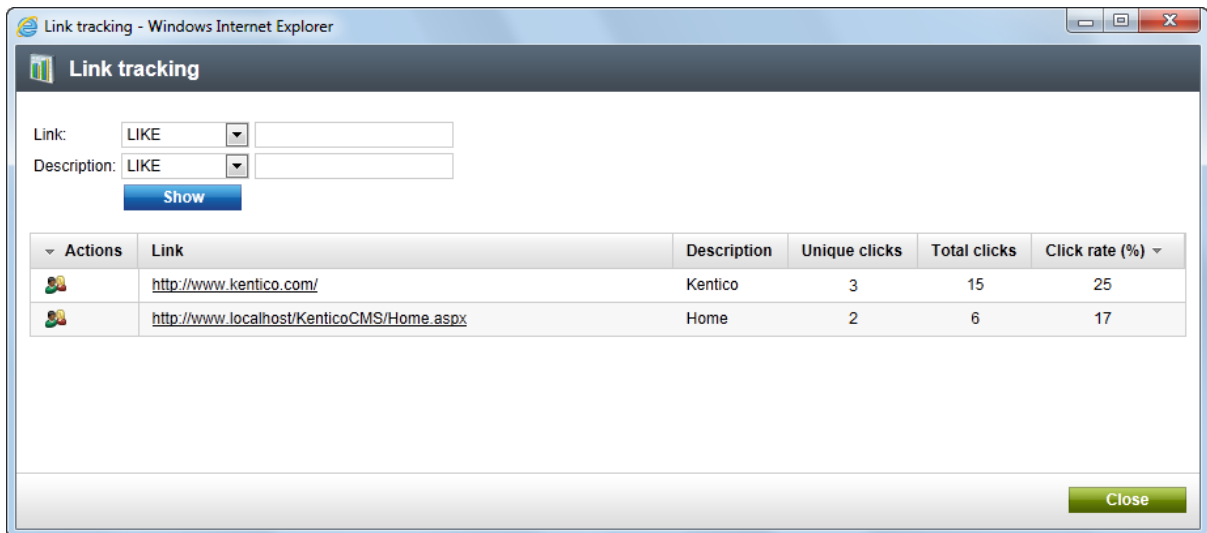 Link tracking - Windows Internet Explorer
Link tracking
Link: LIKE
Description: LIKE
Show
Actions Link Description Unique clicks Total clicks Click rate (%)
http://www.kentico.com/ Kentico 3 15 25
http://www.localhost/KenticoCMS/Home.aspx Home 2 6 17
Close